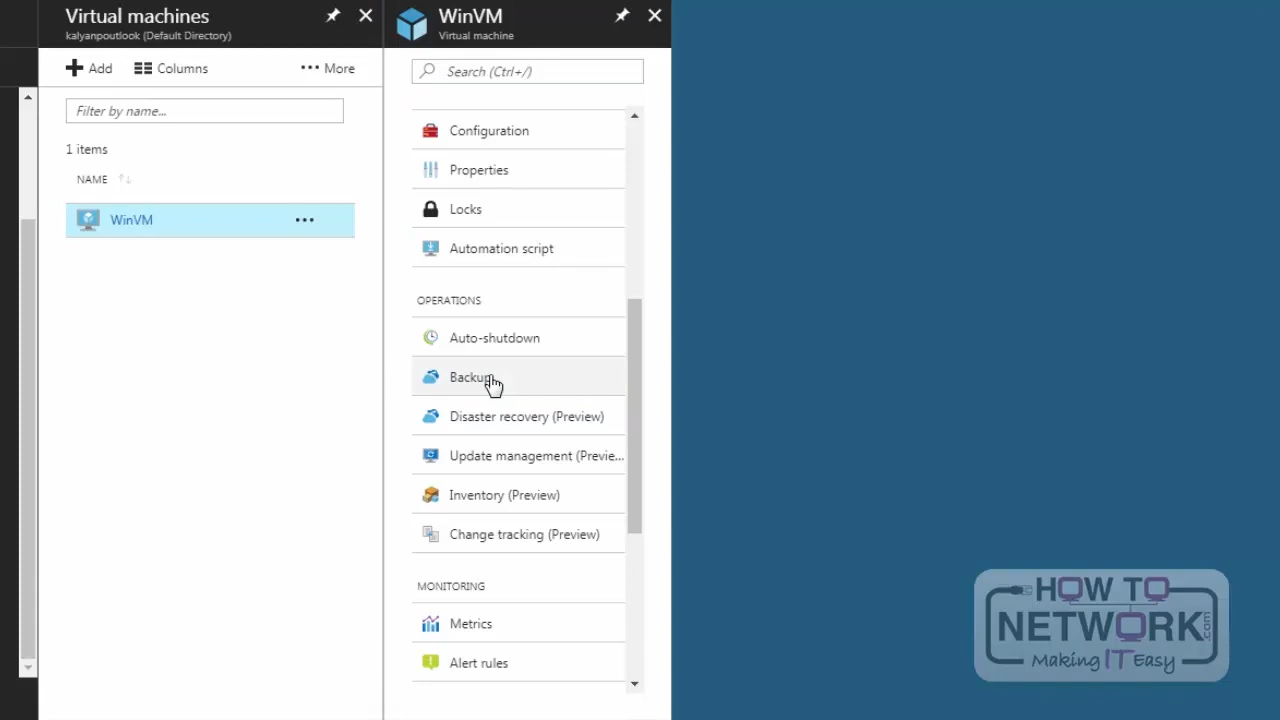 Virtual machines
kalyanpoutlook (Default Directory)
Add
Columns
More
Filter by name...
1 items
NAME
WinVM
WinVM
Virtual machine
Search (Ctrl+/)
Configuration
Properties
Locks
Automation script
OPERATIONS
Auto-shutdown
Backup
Disaster recovery (Preview)
Update management (Previe...
Inventory (Preview)
Change tracking (Preview)
MONITORING
Metrics
Alert rules
HOW TO
NETWORK.com
Making IT Easy